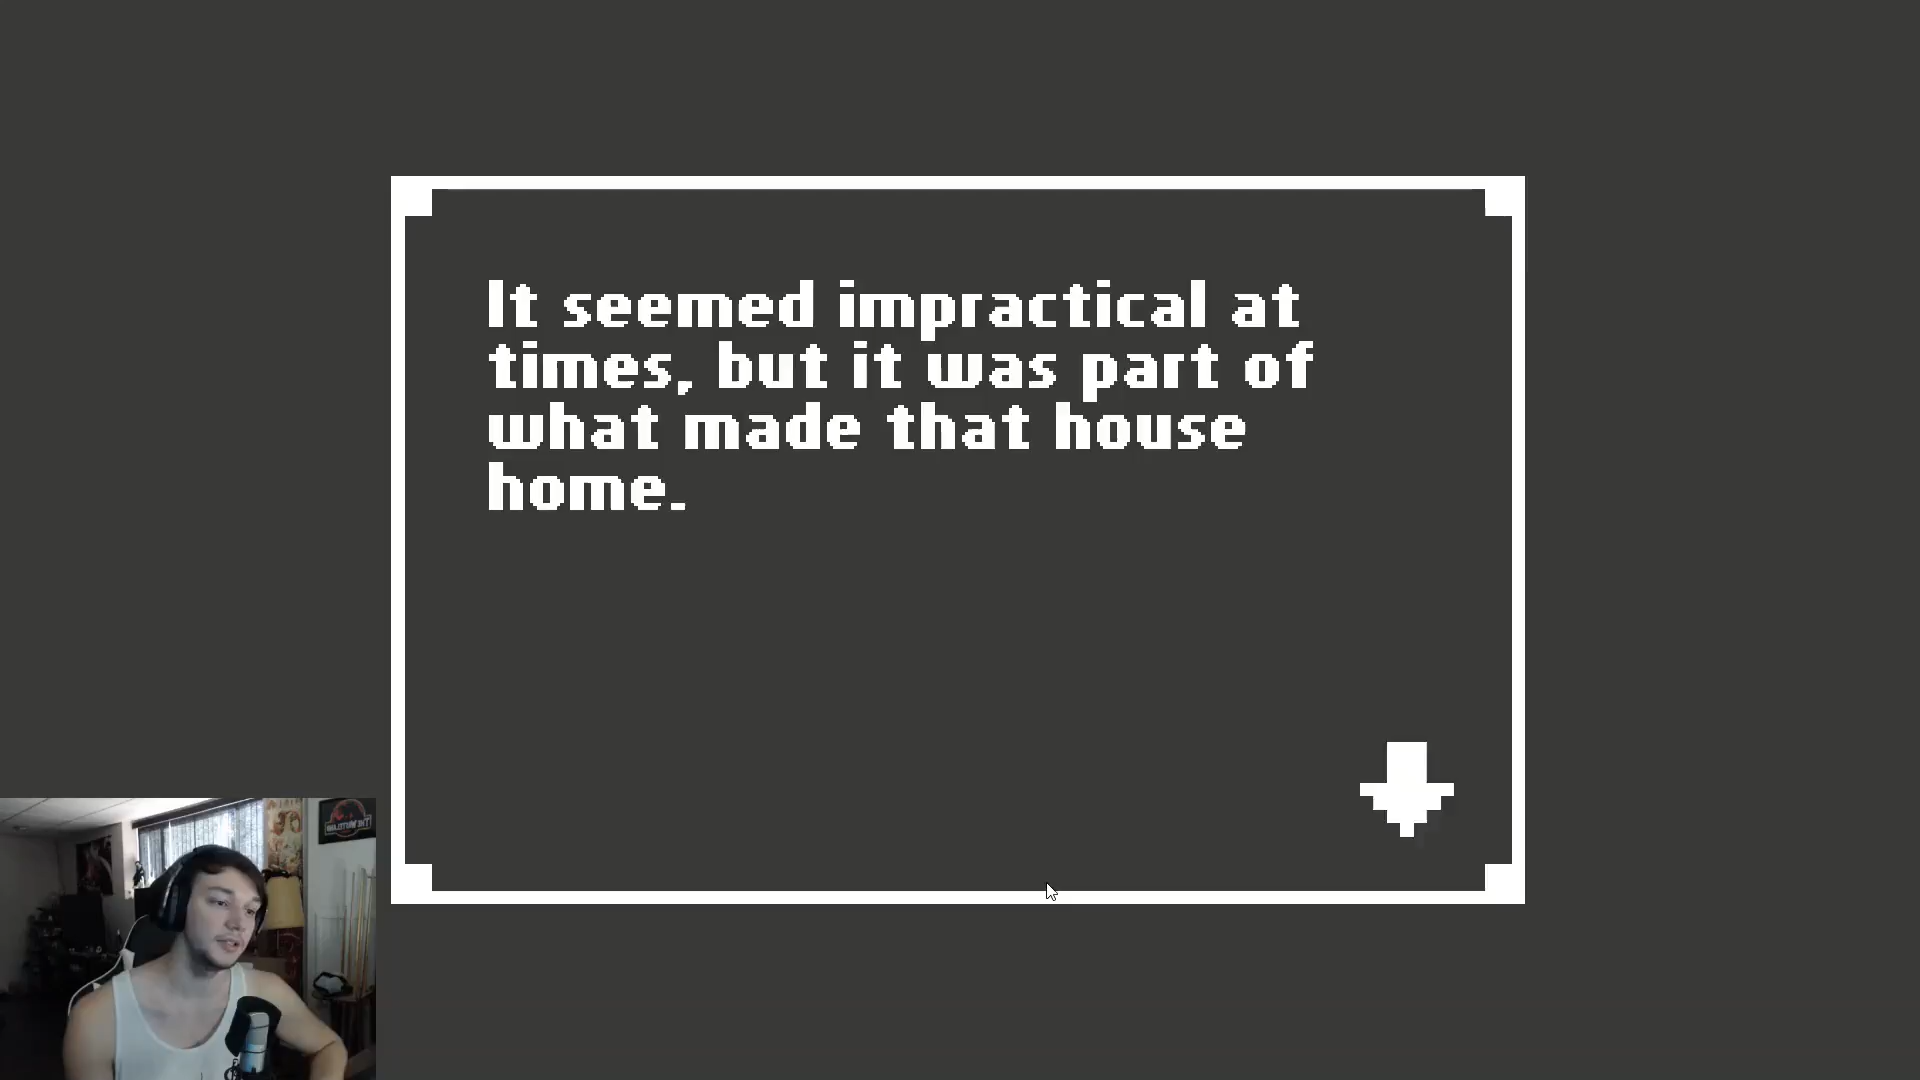 It seemed impractical at
times, but it was part of
what made that house
home.